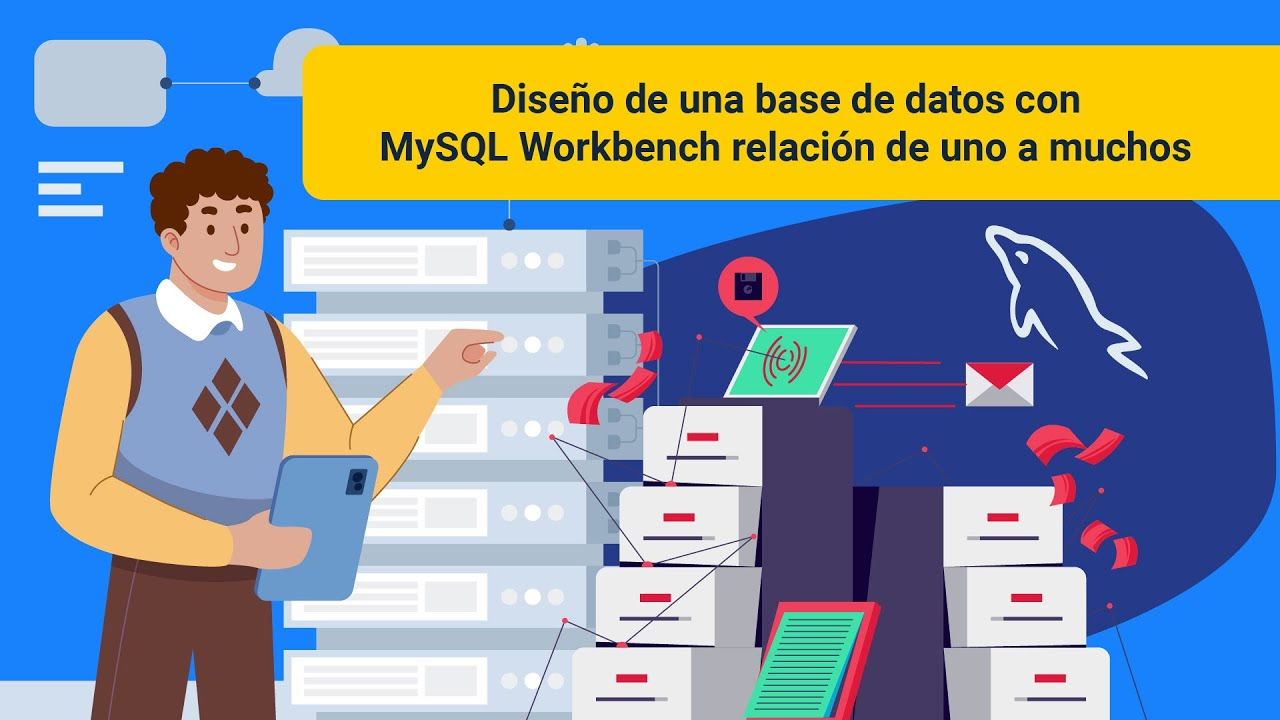 Diseño de una base de datos con
MySQL Workbench relación de uno a muchos